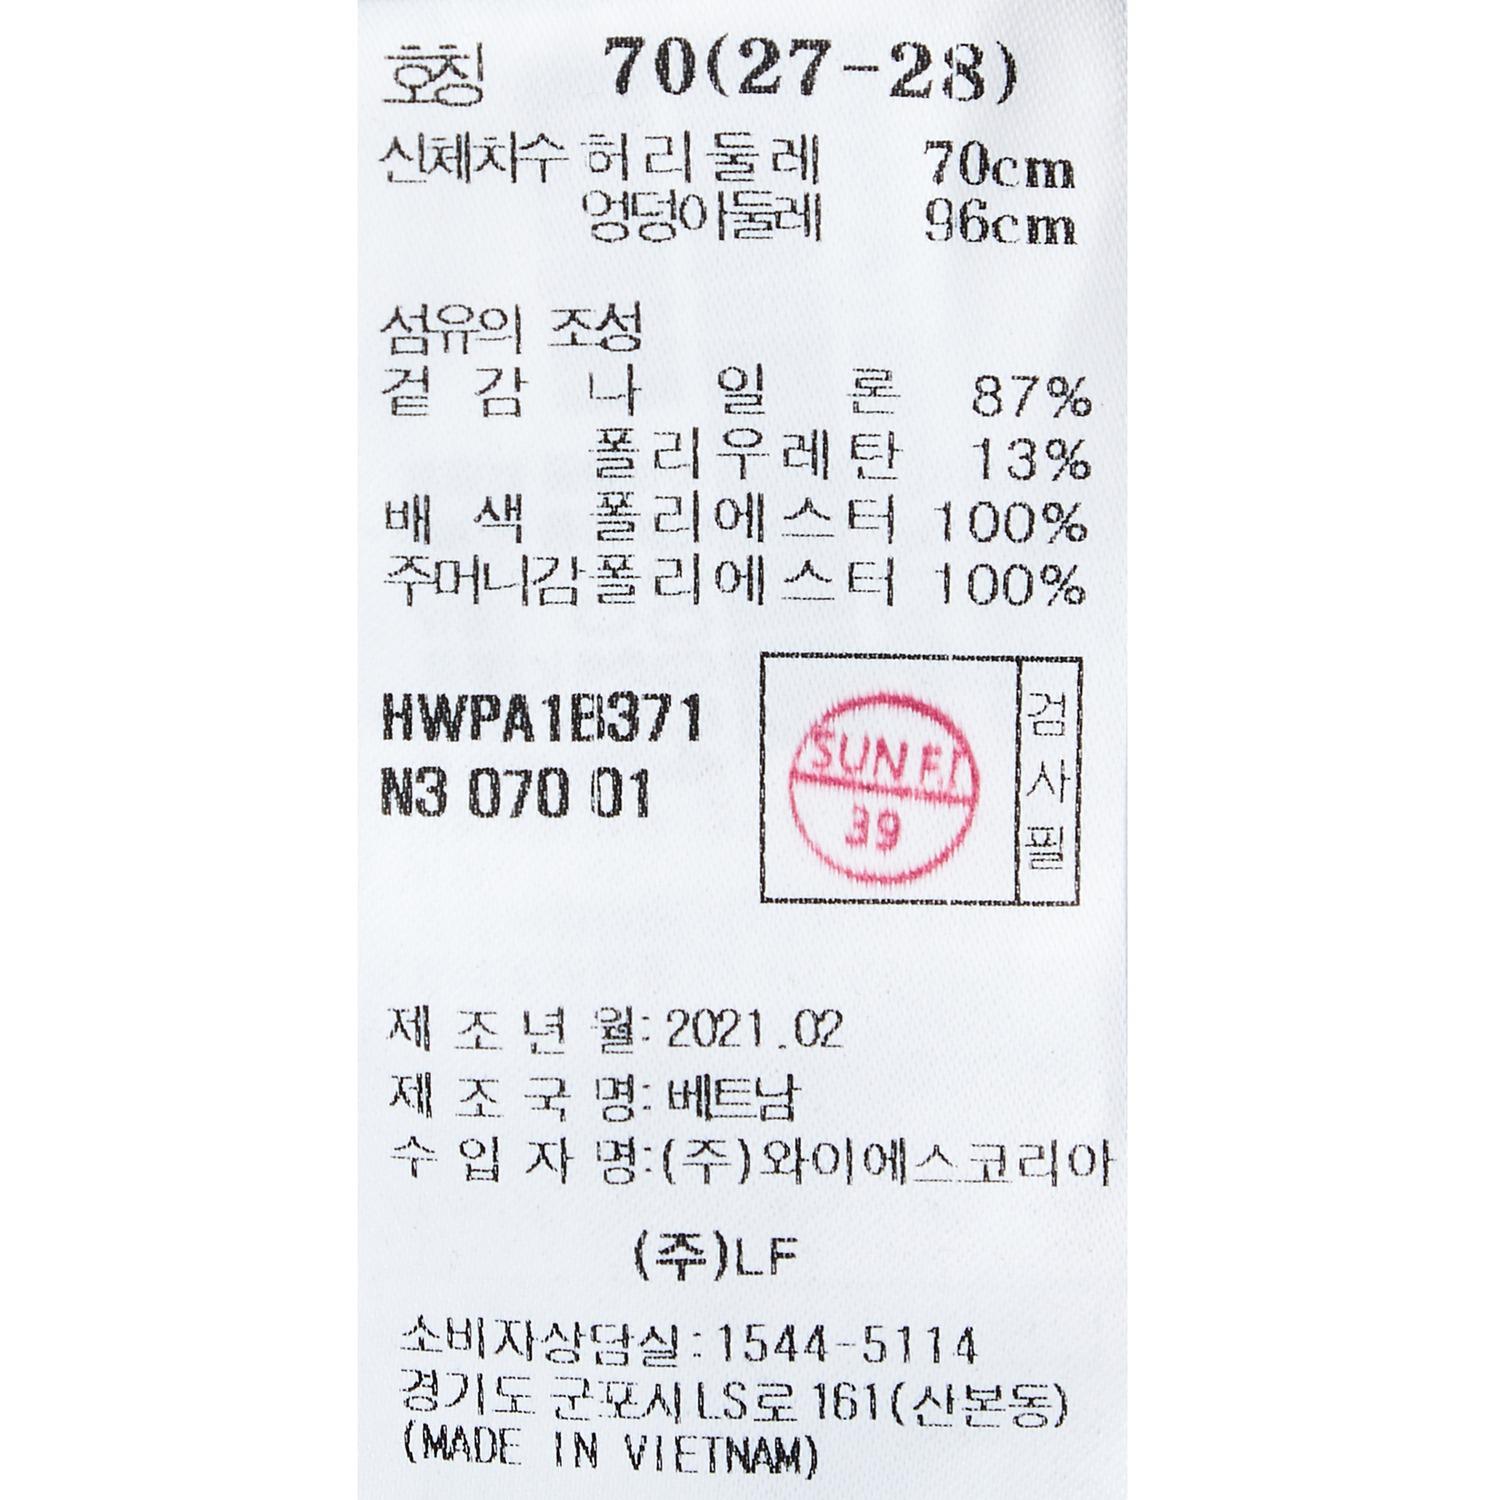 호칭 70(27-28)
신체치수 허리둘레 70cm
엉덩이둘레 96cm
섬유의 조성
겉감 나일론 87%
폴리우레탄 13%
배색 폴리에스터 100%
주머니감 폴리에스터 100%
HWPA1B371
N3 070 01
SUN F.I
39
검사필
제조년월: 2021.02
제조국명: 베트남
수입자명:(주)와이에스코리아
(주)LF
소비자상담실:1544-5114
경기도 군포시 LS로 161(산본동)
(MADE IN VIETNAM)